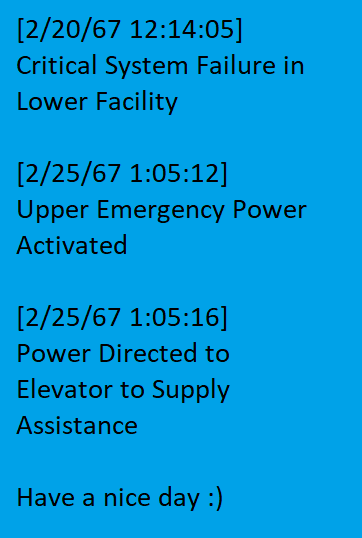 [2/20/67 12:14:05]
Critical System Failure in
Lower Facility
[2/25/67 1:05:12]
Upper Emergency Power
Activated
[2/25/67 1:05:16]
Power Directed to
Elevator to Supply
Assistance
Have a nice day :)